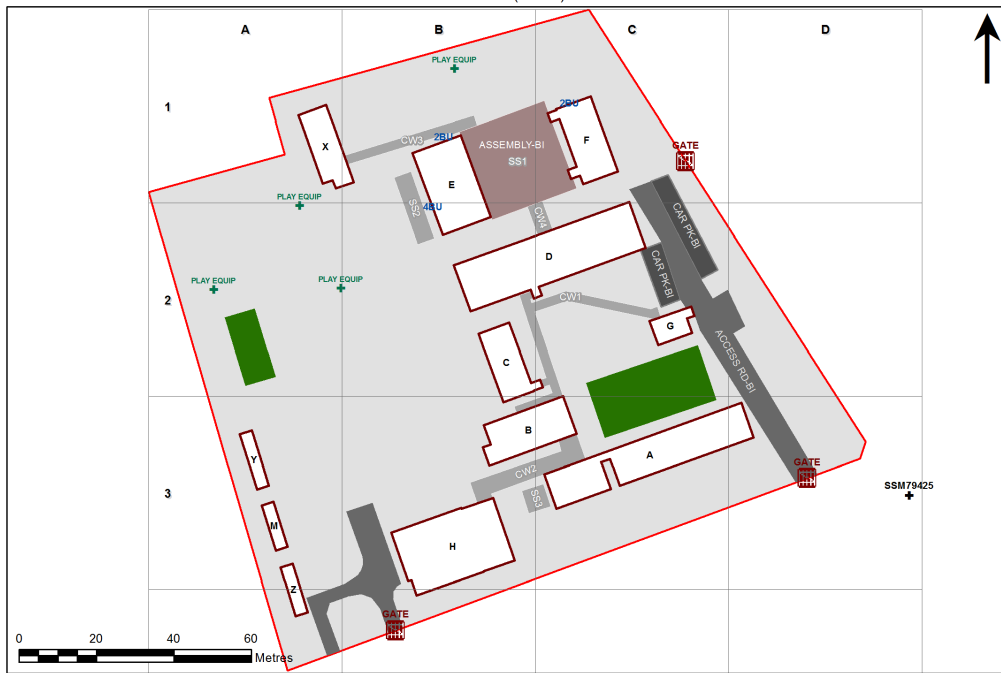 A B C D
PLAY EQUIP
1
2BU
CW3
2BU
ASSEMBLY-BI
SS1
F
X
GATE
E
PLAY EQUIP
SS2
4BU
CW4
CAR PK-BI
D
CAR PK-BI
PLAY EQUIP
PLAY EQUIP
2
CW1
G
ACCESS RD-BI
C
B
A
Y
GATE
CW2
SSM79425
3
SS3
M
H
Z
GATE
0 20 40 60
Metres